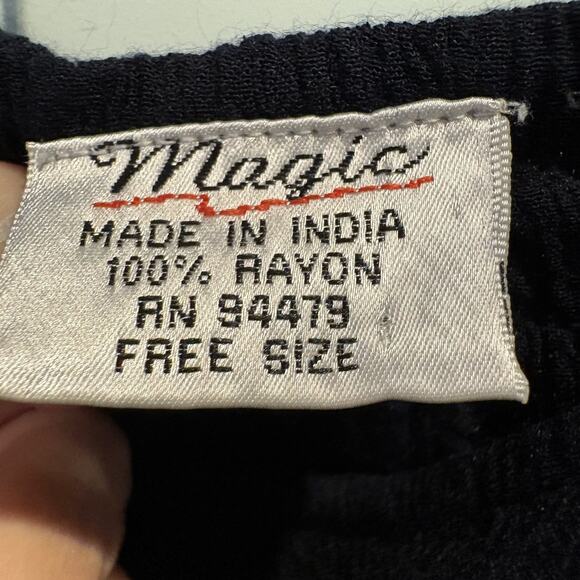 Magic
MADE IN INDIA
100% RAYON
RN 94479
FREE SIZE